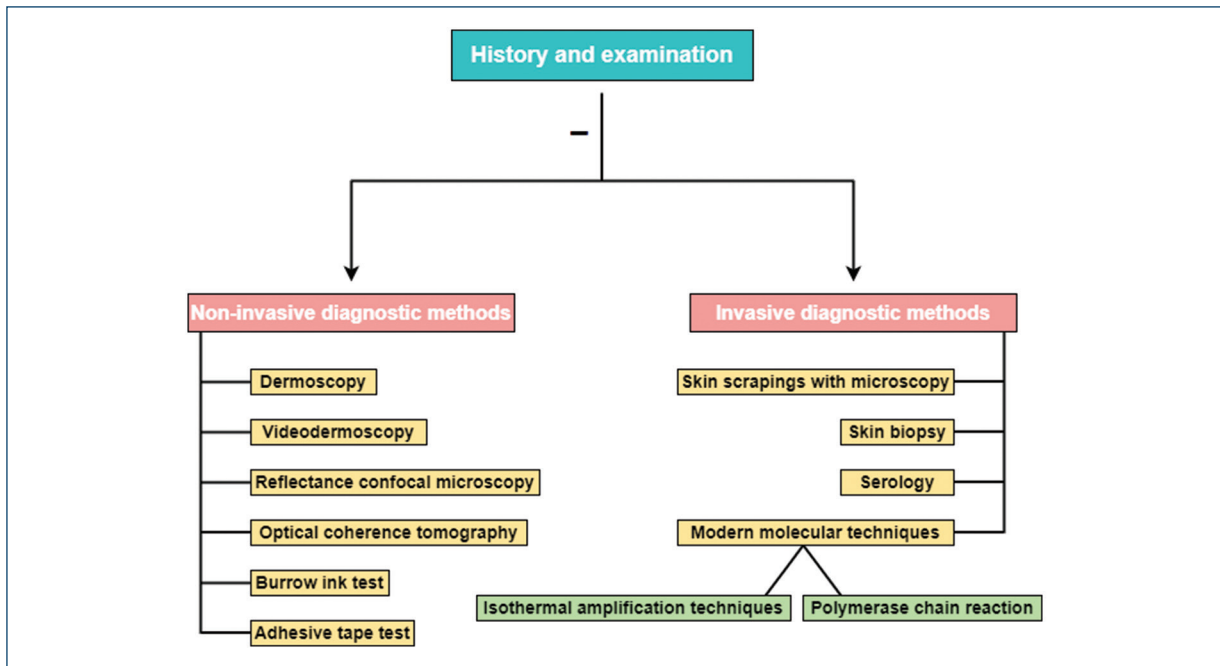 History and examination
–
Non-invasive diagnostic methods
Dermoscopy
Videodermoscopy
Reflectance confocal microscopy
Optical coherence tomography
Burrow ink test
Adhesive tape test
Invasive diagnostic methods
Skin scrapings with microscopy
Skin biopsy
Serology
Modern molecular techniques
Isothermal amplification techniques
Polymerase chain reaction